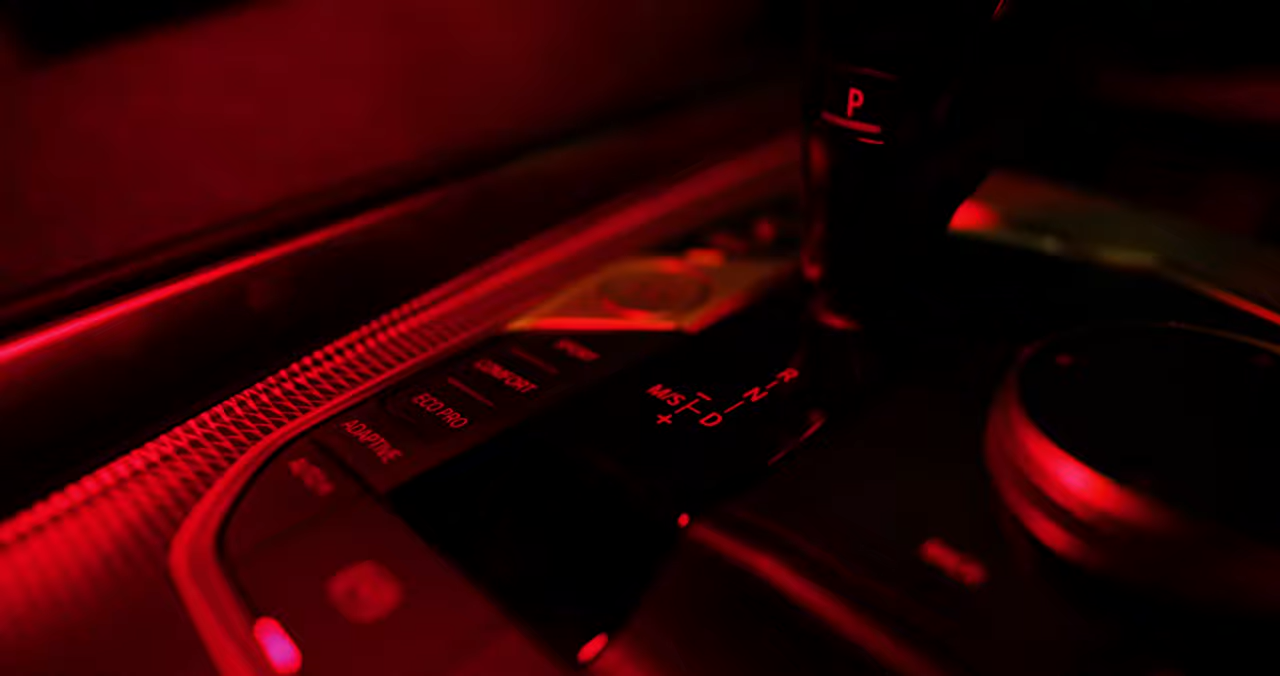 P
SPORT
COMFORT
ECO PRO
ADAPTIVE
R
N
M/S
D
+